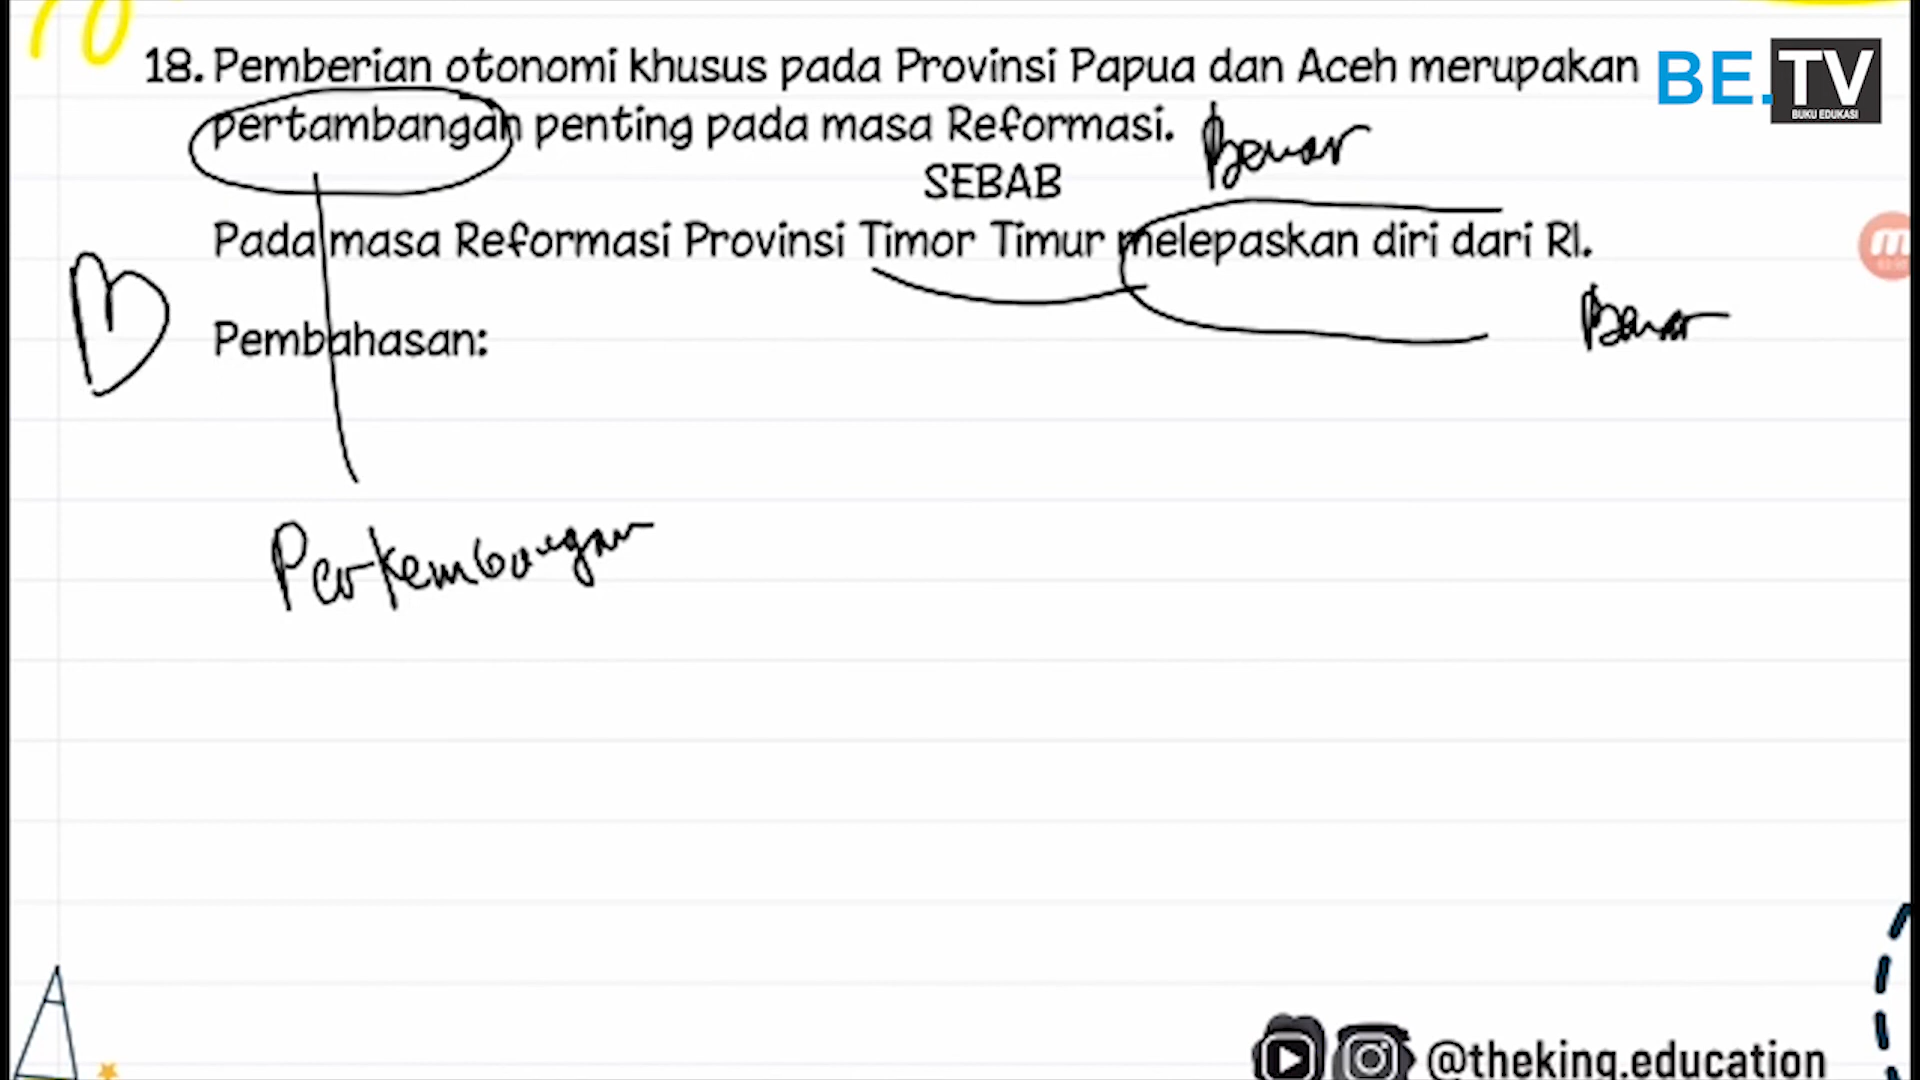 18. Pemberian otonomi khusus pada Provinsi Papua dan Aceh merupakan
pertambangan penting pada masa Reformasi.
Benar
SEBAB
Pada masa Reformasi Provinsi Timor Timur melepaskan diri dari RI.
Benar
B
Pembahasan:
Perkembangan
BE.TV
BUKU EDUKASI
@theking.education